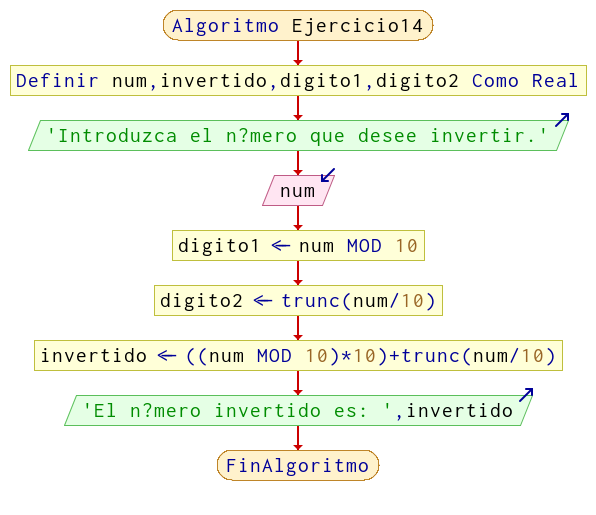 Algoritmo Ejercicio14
Definir num,invertido,digito1,digito2 Como Real
'Introduzca el n?mero que desee invertir.'
num
digito1 ← num MOD 10
digito2 ← trunc(num/10)
invertido ← ((num MOD 10)*10)+trunc(num/10)
'El n?mero invertido es: ',invertido
FinAlgoritmo